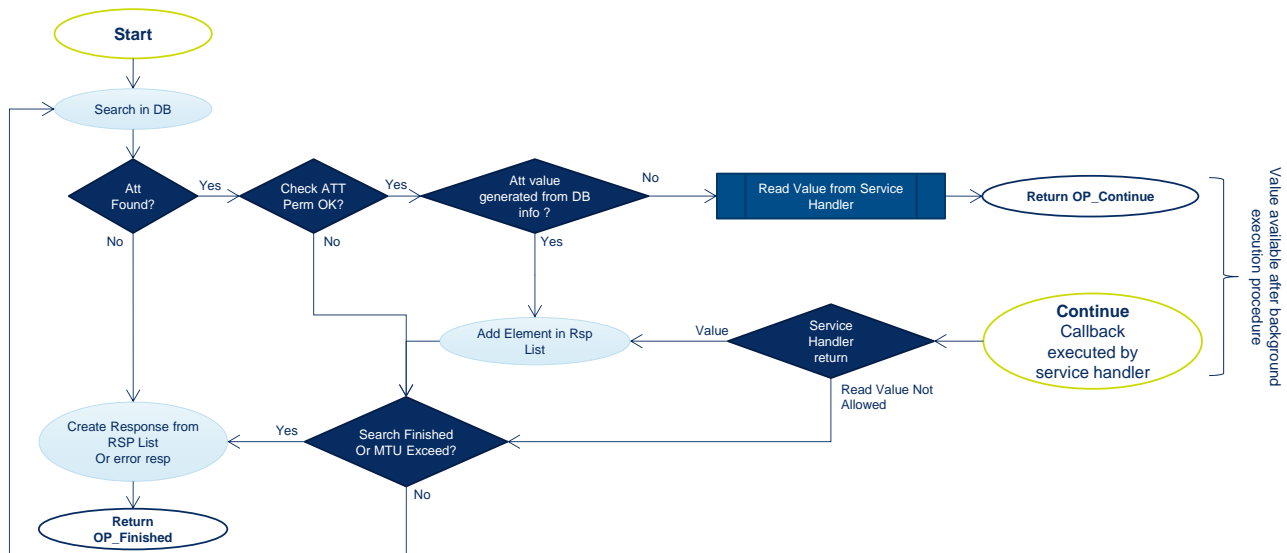 Start
Search in DB
Att
Found?
Yes
Check ATT
Perm OK?
Yes
Att value
generated from DB
info ?
No
Read Value from Service
Handler
Return OP_Continue
Value available after background
execution procedure
No
No
Yes
Add Element in Rsp
List
Value
Service
Handler
return
Continue
Callback
executed by
service handler
Read Value Not
Allowed
Create Response from
RSP List
Or error resp
Yes
Search Finished
Or MTU Exceed?
No
Return
OP_Finished